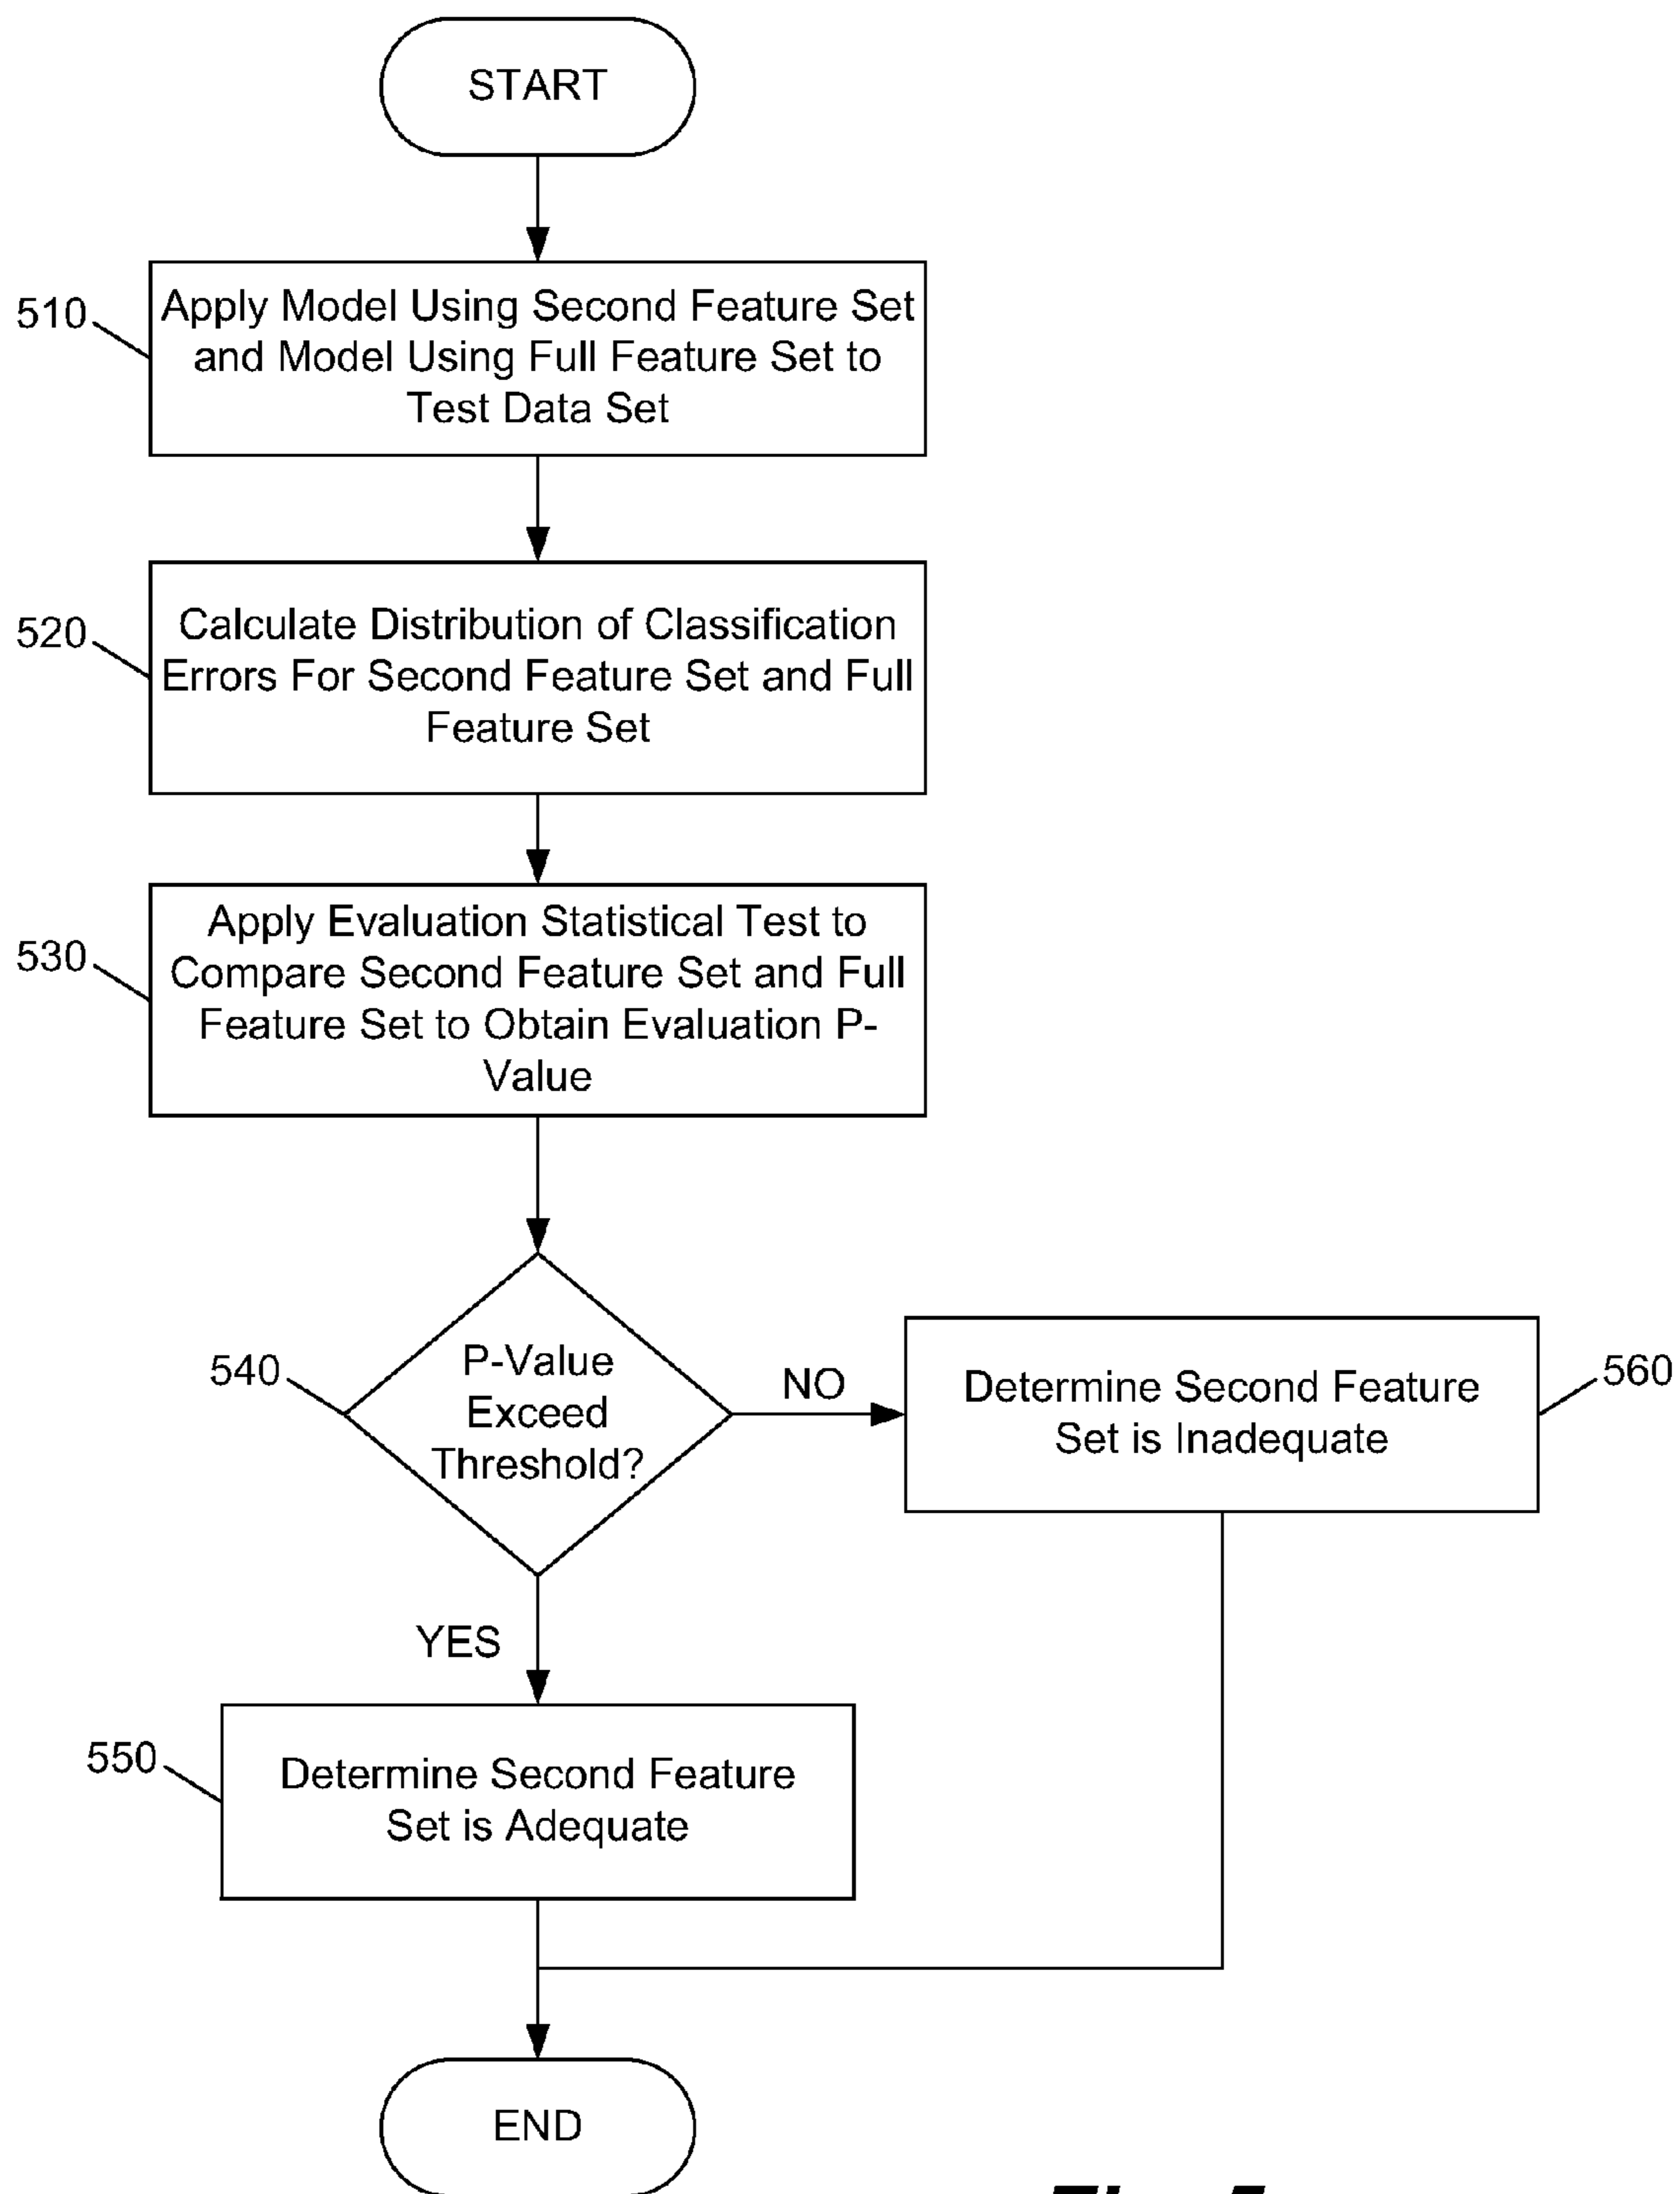 START
510
Apply Model Using Second Feature Set
and Model Using Full Feature Set to
Test Data Set
520
Calculate Distribution of Classification
Errors For Second Feature Set and Full
Feature Set
530
Apply Evaluation Statistical Test to
Compare Second Feature Set and Full
Feature Set to Obtain Evaluation P-
Value
540
P-Value
Exceed
Threshold?
NO
Determine Second Feature
Set is Inadequate
560
YES
550
Determine Second Feature
Set is Adequate
END